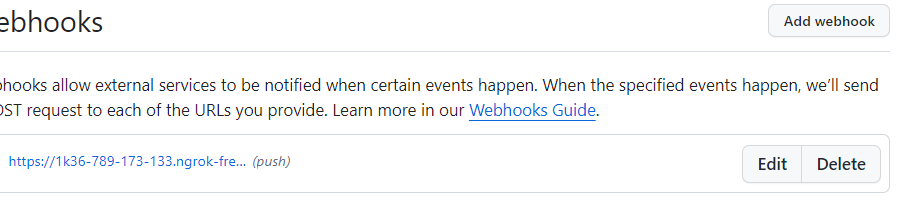 ebhooks
Add webhook
hooks allow external services to be notified when certain events happen. When the specified events happen, we’ll send
OST request to each of the URLs you provide. Learn more in our Webhooks Guide.
https://1k36-789-173-133.ngrok-fre... (push)
Edit
Delete